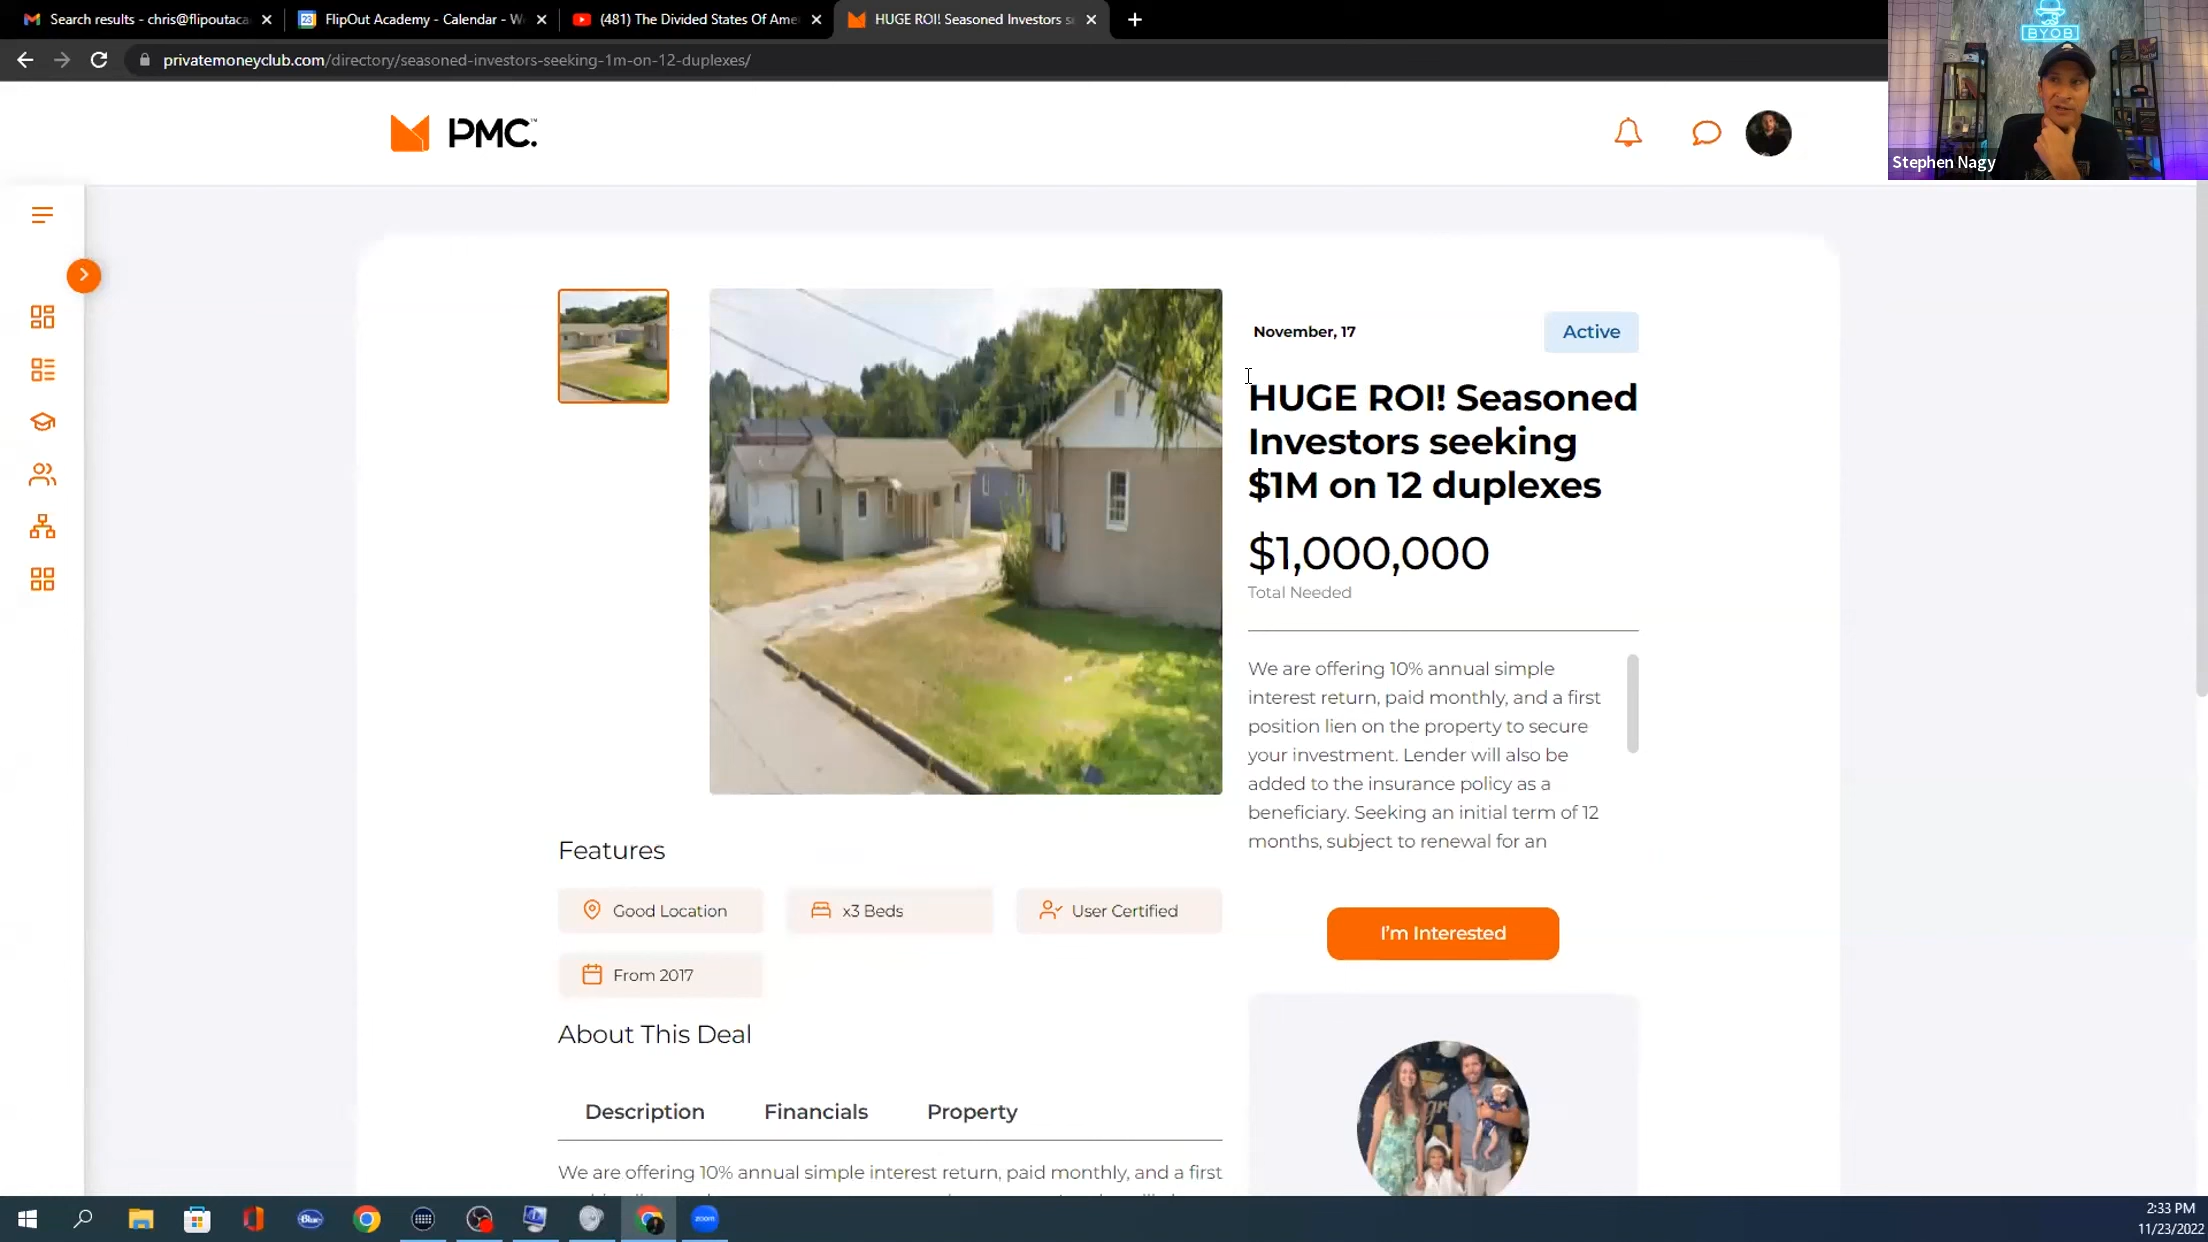 Search results - chris@flipoutaca
FlipOut Academy - Calendar - W
(481) The Divided States Of Ame
HUGE ROI! Seasoned Investors s
privatemoneyclub.com/directory/seasoned-investors-seeking-1m-on-12-duplexes/
BYOB
Stephen Nagy
PMC.
November, 17
Active
HUGE ROI! Seasoned
Investors seeking
$1M on 12 duplexes
$1,000,000
Total Needed
We are offering 10% annual simple
interest return, paid monthly, and a first
position lien on the property to secure
your investment. Lender will also be
added to the insurance policy as a
beneficiary. Seeking an initial term of 12
months, subject to renewal for an
I'm Interested
Features
Good Location
x3 Beds
User Certified
From 2017
About This Deal
Description
Financials
Property
We are offering 10% annual simple interest return, paid monthly, and a first
zoom
2:33 PM
11/23/2022